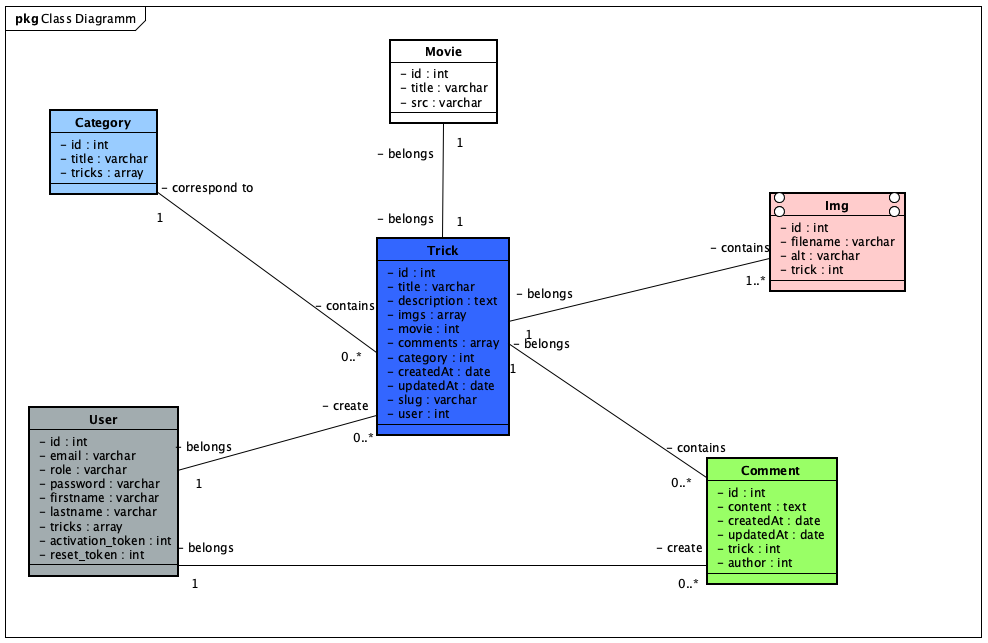 pkg Class Diagramm
Movie
- id : int
- title : varchar
- src : varchar
1
- belongs
- belongs
1
Category
- id : int
- title : varchar
- tricks : array
- correspond to
1
- contains
0..*
Img
- id : int
- filename : varchar
- alt : varchar
- trick : int
- contains
1..*
- belongs
1
Trick
- id : int
- title : varchar
- description : text
- imgs : array
- movie : int
- comments : array
- category : int
- createdAt : date
- updatedAt : date
- slug : varchar
- user : int
- belongs
1
- create
0..*
User
- id : int
- email : varchar
- role : varchar
- password : varchar
- firstname : varchar
- lastname : varchar
- tricks : array
- activation_token : int
- reset_token : int
- belongs
1
- belongs
1
- contains
0..*
Comment
- id : int
- content : text
- createdAt : date
- updatedAt : date
- trick : int
- author : int
- create
0..*